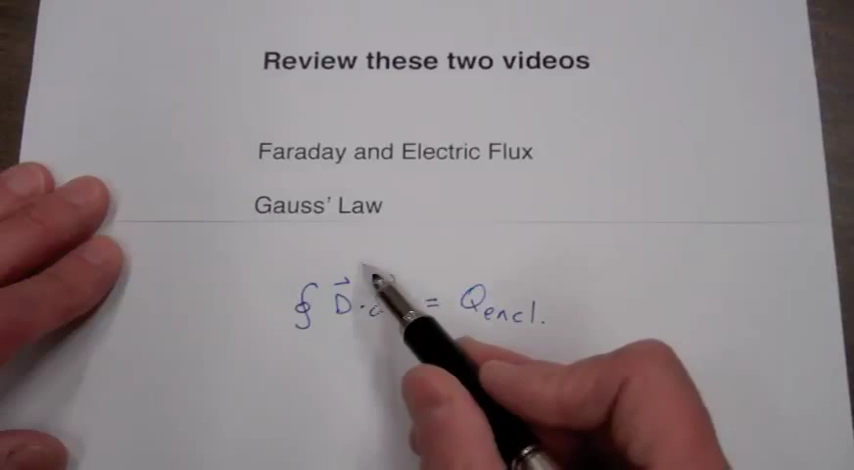 Review these two videos
Faraday and Electric Flux
Gauss' Law
∮ D⃗ · = Qencl.